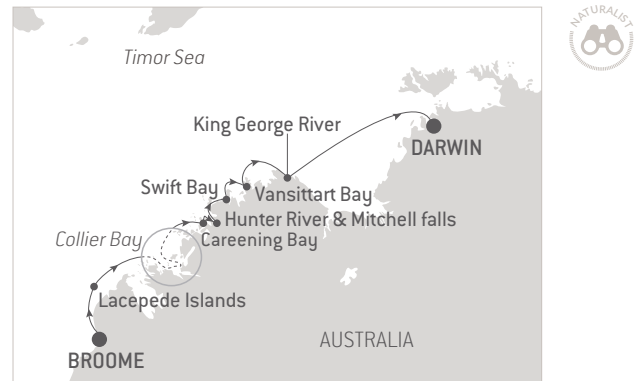 NATURALIST
Timor Sea
King George River
DARWIN
Swift Bay
Vansittart Bay
Hunter River & Mitchell falls
Collier Bay
Careening Bay
Lacepede Islands
AUSTRALIA
BROOME